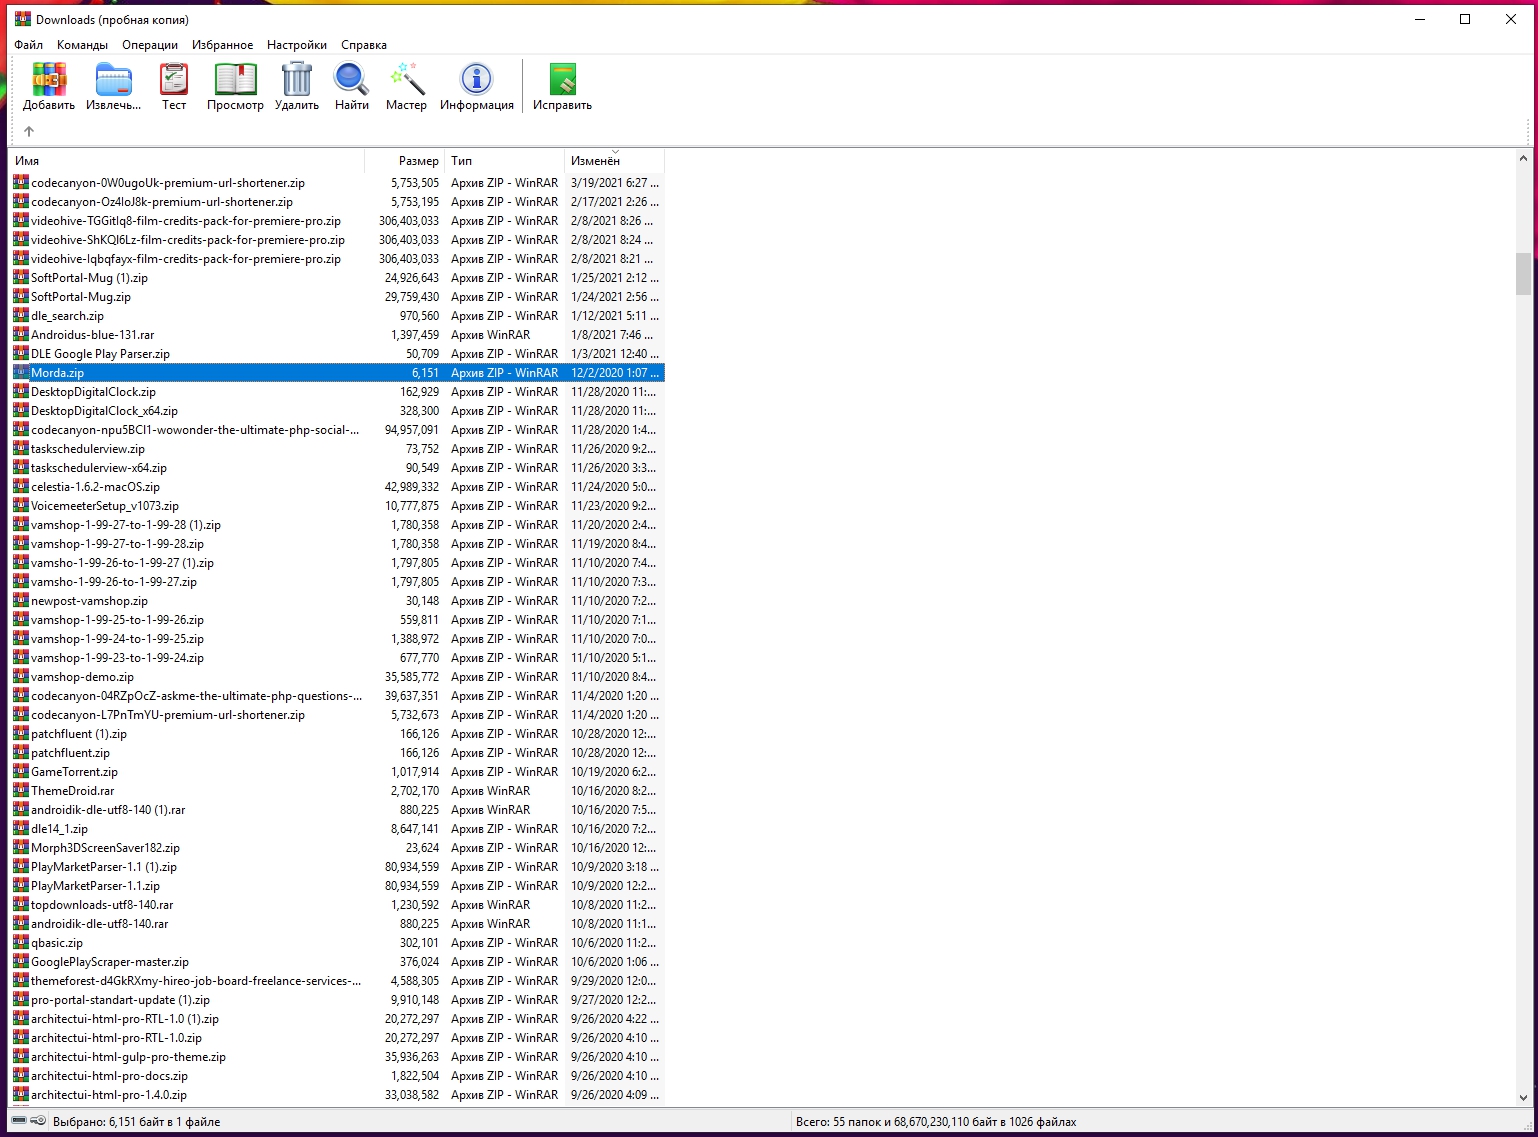 Downloads (пробная копия)
Файл Команды Операции Избранное Настройки Справка
Добавить Извлечь... Тест Просмотр Удалить Найти Мастер Информация Исправить
Имя Размер Тип Изменён
codecanyon-0W0ugoUk-premium-url-shortener.zip 5,753,505 Архив ZIP - WinRAR 3/19/2021 6:27 ...
codecanyon-Oz4IoJ8k-premium-url-shortener.zip 5,753,195 Архив ZIP - WinRAR 2/17/2021 2:26 ...
videohive-TGGitlq8-film-credits-pack-for-premiere-pro.zip 306,403,033 Архив ZIP - WinRAR 2/8/2021 8:26 ...
videohive-ShKQl6Lz-film-credits-pack-for-premiere-pro.zip 306,403,033 Архив ZIP - WinRAR 2/8/2021 8:24 ...
videohive-lqbqfayx-film-credits-pack-for-premiere-pro.zip 306,403,033 Архив ZIP - WinRAR 2/8/2021 8:21 ...
SoftPortal-Mug (1).zip 24,926,643 Архив ZIP - WinRAR 1/25/2021 2:12 ...
SoftPortal-Mug.zip 29,759,430 Архив ZIP - WinRAR 1/24/2021 2:56 ...
dle_search.zip 970,560 Архив ZIP - WinRAR 1/12/2021 5:11 ...
Androidus-blue-131.rar 1,397,459 Архив WinRAR 1/8/2021 7:46 ...
DLE Google Play Parser.zip 50,709 Архив ZIP - WinRAR 1/3/2021 12:40 ...
Morda.zip 6,151 Архив ZIP - WinRAR 12/2/2020 1:07 ...
DesktopDigitalClock.zip 162,929 Архив ZIP - WinRAR 11/28/2020 11:...
DesktopDigitalClock_x64.zip 328,300 Архив ZIP - WinRAR 11/28/2020 11:...
codecanyon-npu5BCI1-wowonder-the-ultimate-php-social-... 94,957,091 Архив ZIP - WinRAR 11/28/2020 1:4...
taskschedulerview.zip 73,752 Архив ZIP - WinRAR 11/26/2020 9:2...
taskschedulerview-x64.zip 90,549 Архив ZIP - WinRAR 11/26/2020 3:3...
celestia-1.6.2-macOS.zip 42,989,332 Архив ZIP - WinRAR 11/24/2020 5:0...
VoicemeeterSetup_v1073.zip 10,777,875 Архив ZIP - WinRAR 11/23/2020 9:2...
vamshop-1-99-27-to-1-99-28 (1).zip 1,780,358 Архив ZIP - WinRAR 11/20/2020 2:4...
vamshop-1-99-27-to-1-99-28.zip 1,780,358 Архив ZIP - WinRAR 11/19/2020 8:4...
vamsho-1-99-26-to-1-99-27 (1).zip 1,797,805 Архив ZIP - WinRAR 11/10/2020 7:4...
vamsho-1-99-26-to-1-99-27.zip 1,797,805 Архив ZIP - WinRAR 11/10/2020 7:3...
newpost-vamshop.zip 30,148 Архив ZIP - WinRAR 11/10/2020 7:2...
vamshop-1-99-25-to-1-99-26.zip 559,811 Архив ZIP - WinRAR 11/10/2020 7:1...
vamshop-1-99-24-to-1-99-25.zip 1,388,972 Архив ZIP - WinRAR 11/10/2020 7:0...
vamshop-1-99-23-to-1-99-24.zip 677,770 Архив ZIP - WinRAR 11/10/2020 5:1...
vamshop-demo.zip 35,585,772 Архив ZIP - WinRAR 11/10/2020 8:4...
codecanyon-04RZpOcZ-askme-the-ultimate-php-questions-... 39,637,351 Архив ZIP - WinRAR 11/4/2020 1:20 ...
codecanyon-L7PnTmYU-premium-url-shortener.zip 5,732,673 Архив ZIP - WinRAR 11/4/2020 1:20 ...
patchfluent (1).zip 166,126 Архив ZIP - WinRAR 10/28/2020 12:...
patchfluent.zip 166,126 Архив ZIP - WinRAR 10/28/2020 12:...
GameTorrent.zip 1,017,914 Архив ZIP - WinRAR 10/19/2020 6:2...
ThemeDroid.rar 2,702,170 Архив WinRAR 10/16/2020 8:2...
androidik-dle-utf8-140 (1).rar 880,225 Архив WinRAR 10/16/2020 7:5...
dle14_1.zip 8,647,141 Архив ZIP - WinRAR 10/16/2020 7:2...
Morph3DScreenSaver182.zip 23,624 Архив ZIP - WinRAR 10/16/2020 12:...
PlayMarketParser-1.1 (1).zip 80,934,559 Архив ZIP - WinRAR 10/9/2020 3:18 ...
PlayMarketParser-1.1.zip 80,934,559 Архив ZIP - WinRAR 10/9/2020 12:2...
topdownloads-utf8-140.rar 1,230,592 Архив WinRAR 10/8/2020 11:2...
androidik-dle-utf8-140.rar 880,225 Архив WinRAR 10/8/2020 11:1...
qbasic.zip 302,101 Архив ZIP - WinRAR 10/6/2020 11:2...
GooglePlayScraper-master.zip 376,024 Архив ZIP - WinRAR 10/6/2020 1:06 ...
themeforest-d4GkRXmy-hireo-job-board-freelance-services-... 4,588,305 Архив ZIP - WinRAR 9/29/2020 12:0...
pro-portal-standart-update (1).zip 9,910,148 Архив ZIP - WinRAR 9/27/2020 12:2...
architectui-html-pro-RTL-1.0 (1).zip 20,272,297 Архив ZIP - WinRAR 9/26/2020 4:22 ...
architectui-html-pro-RTL-1.0.zip 20,272,297 Архив ZIP - WinRAR 9/26/2020 4:10 ...
architectui-html-gulp-pro-theme.zip 35,936,263 Архив ZIP - WinRAR 9/26/2020 4:10 ...
architectui-html-pro-docs.zip 1,822,504 Архив ZIP - WinRAR 9/26/2020 4:10 ...
architectui-html-pro-1.4.0.zip 33,038,582 Архив ZIP - WinRAR 9/26/2020 4:09 ...
Выбрано: 6,151 байт в 1 файле Всего: 55 папок и 68,670,230,110 байт в 1026 файлах